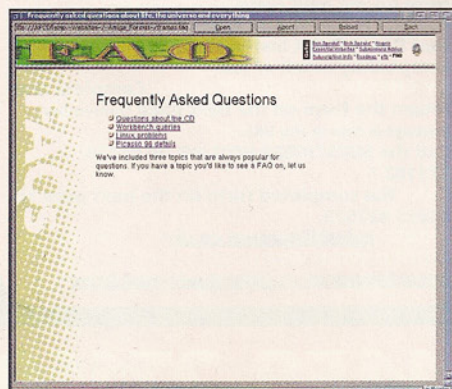 Frequently asked questions about life, the universe and everything
Open
Abort
Reload
F.A.Q
FAQS
Frequently Asked Questions
Questions about the CD
Workbench queries
Linux problems
Picasso 96 details
We've included three topics that are always popular for
questions. If you have a topic you'd like to see a FAQ on, let us
know.